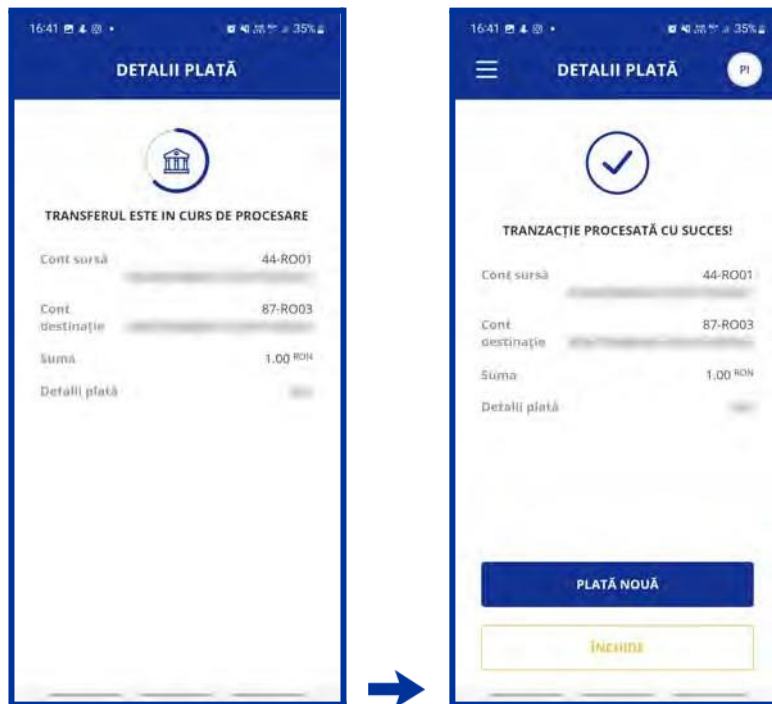 16:41
35%
DETALII PLATĂ
TRANSFERUL ESTE IN CURS DE PROCESARE
Cont sursă 44-RO01
Cont
destinație 87-RO03
Suma 1.00 RON
Detalii plată
16:41
35%
DETALII PLATĂ PI
TRANZACȚIE PROCESATĂ CU SUCCES!
Cont sursă 44-RO01
Cont
destinație 87-RO03
Suma 1.00 RON
Detalii plată
PLATĂ NOUĂ
ÎNCHIDE